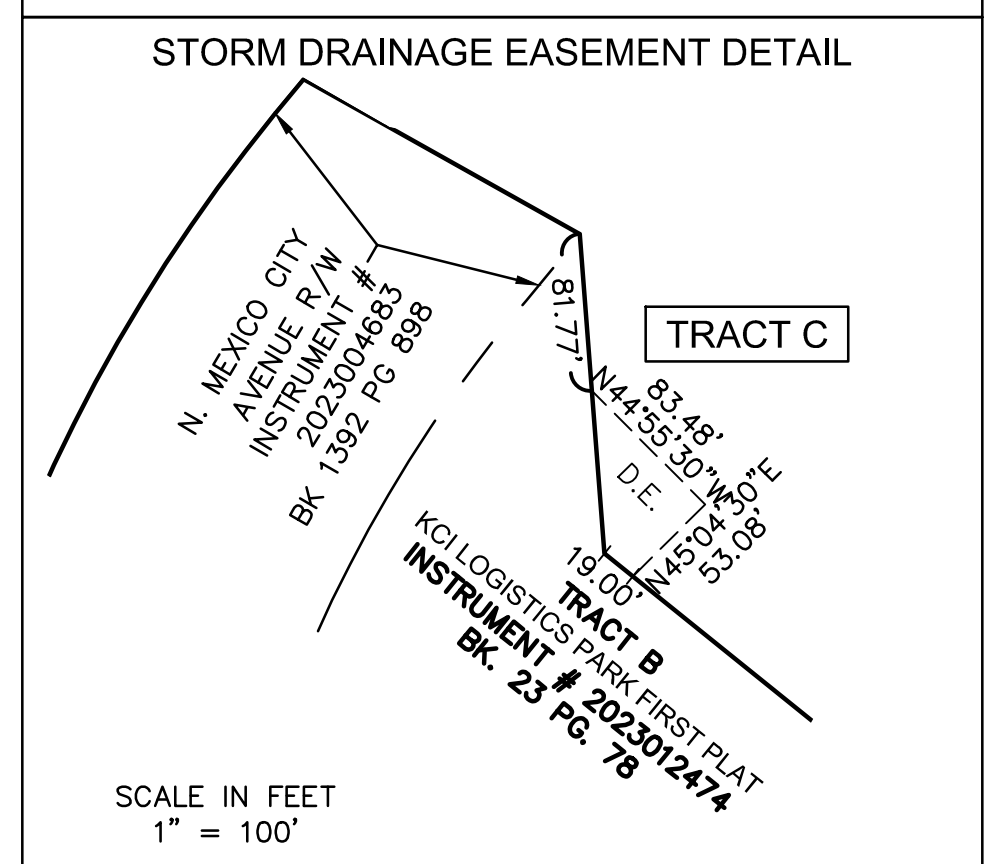 STORM DRAINAGE EASEMENT DETAIL
N. MEXICO CITY
AVENUE R/W
INSTRUMENT #
2023004683
BK 1392 PG 898
81.77'
TRACT C
83.48'
N44°55'30"W
D.E.
N45°04'30"E
53.08'
19.00'
TRACT B
KCI LOGISTICS PARK FIRST PLAT
INSTRUMENT # 2023012474
BK. 23 PG. 78
SCALE IN FEET
1" = 100'